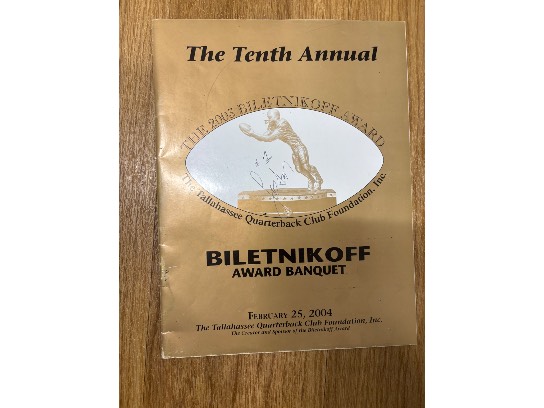 The Tenth Annual
THE 2003 BILETNIKOFF AWARD
The Tallahassee Quarterback Club Foundation, Inc.
BILETNIKOFF
AWARD BANQUET
FEBRUARY 25, 2004
The Tallahassee Quarterback Club Foundation, Inc.
The Creator and Sponsor of the Biletnikoff Award